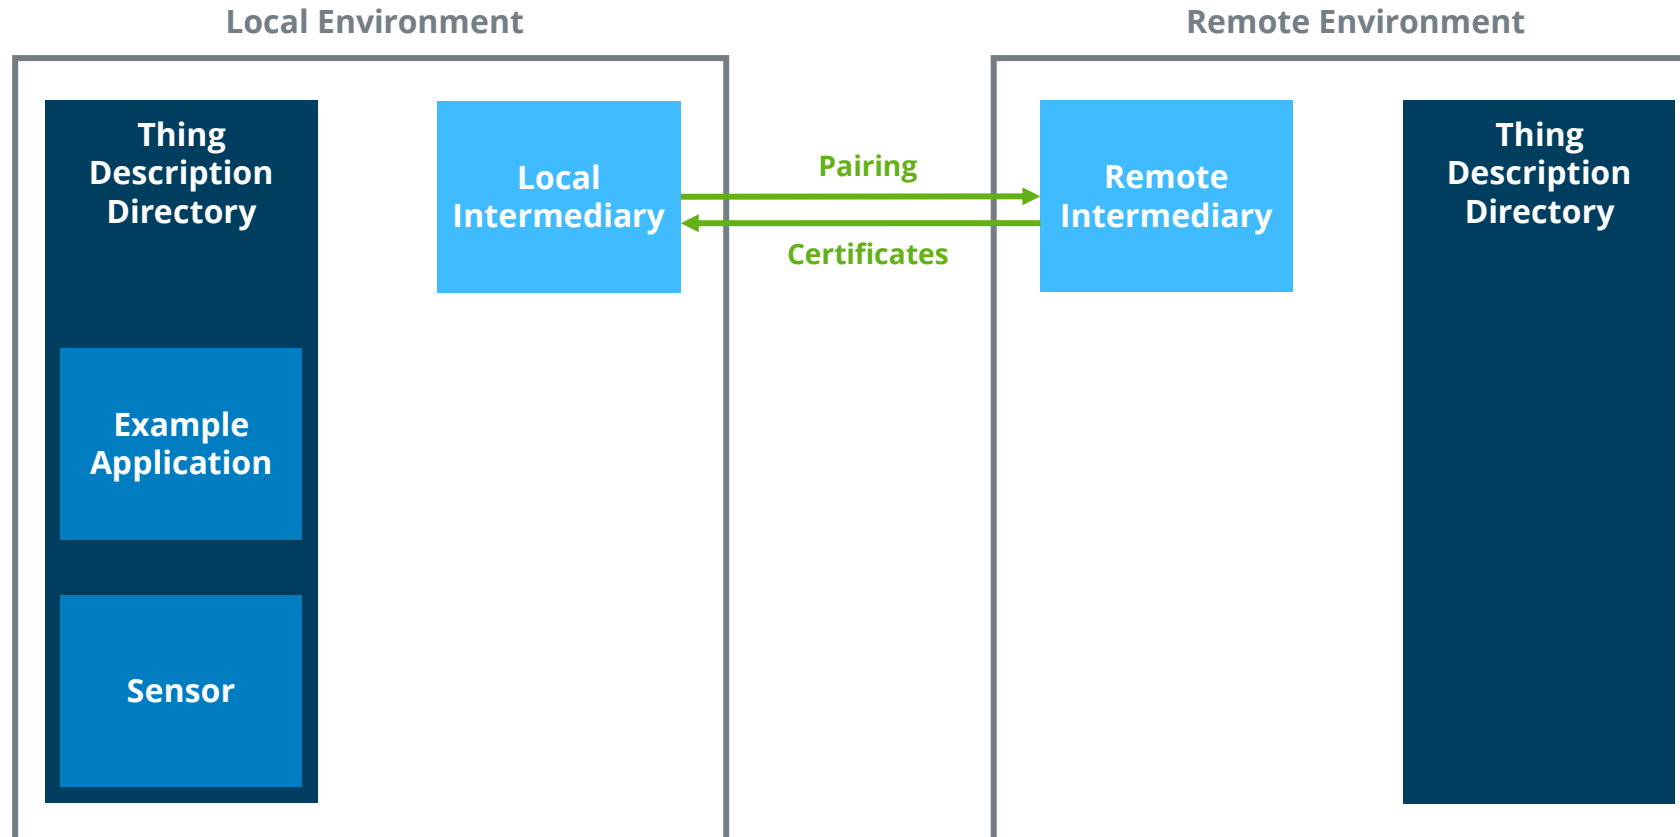 Local Environment
Remote Environment
Thing
Description
Directory
Local
Intermediary
Pairing
Certificates
Remote
Intermediary
Thing
Description
Directory
Example
Application
Sensor